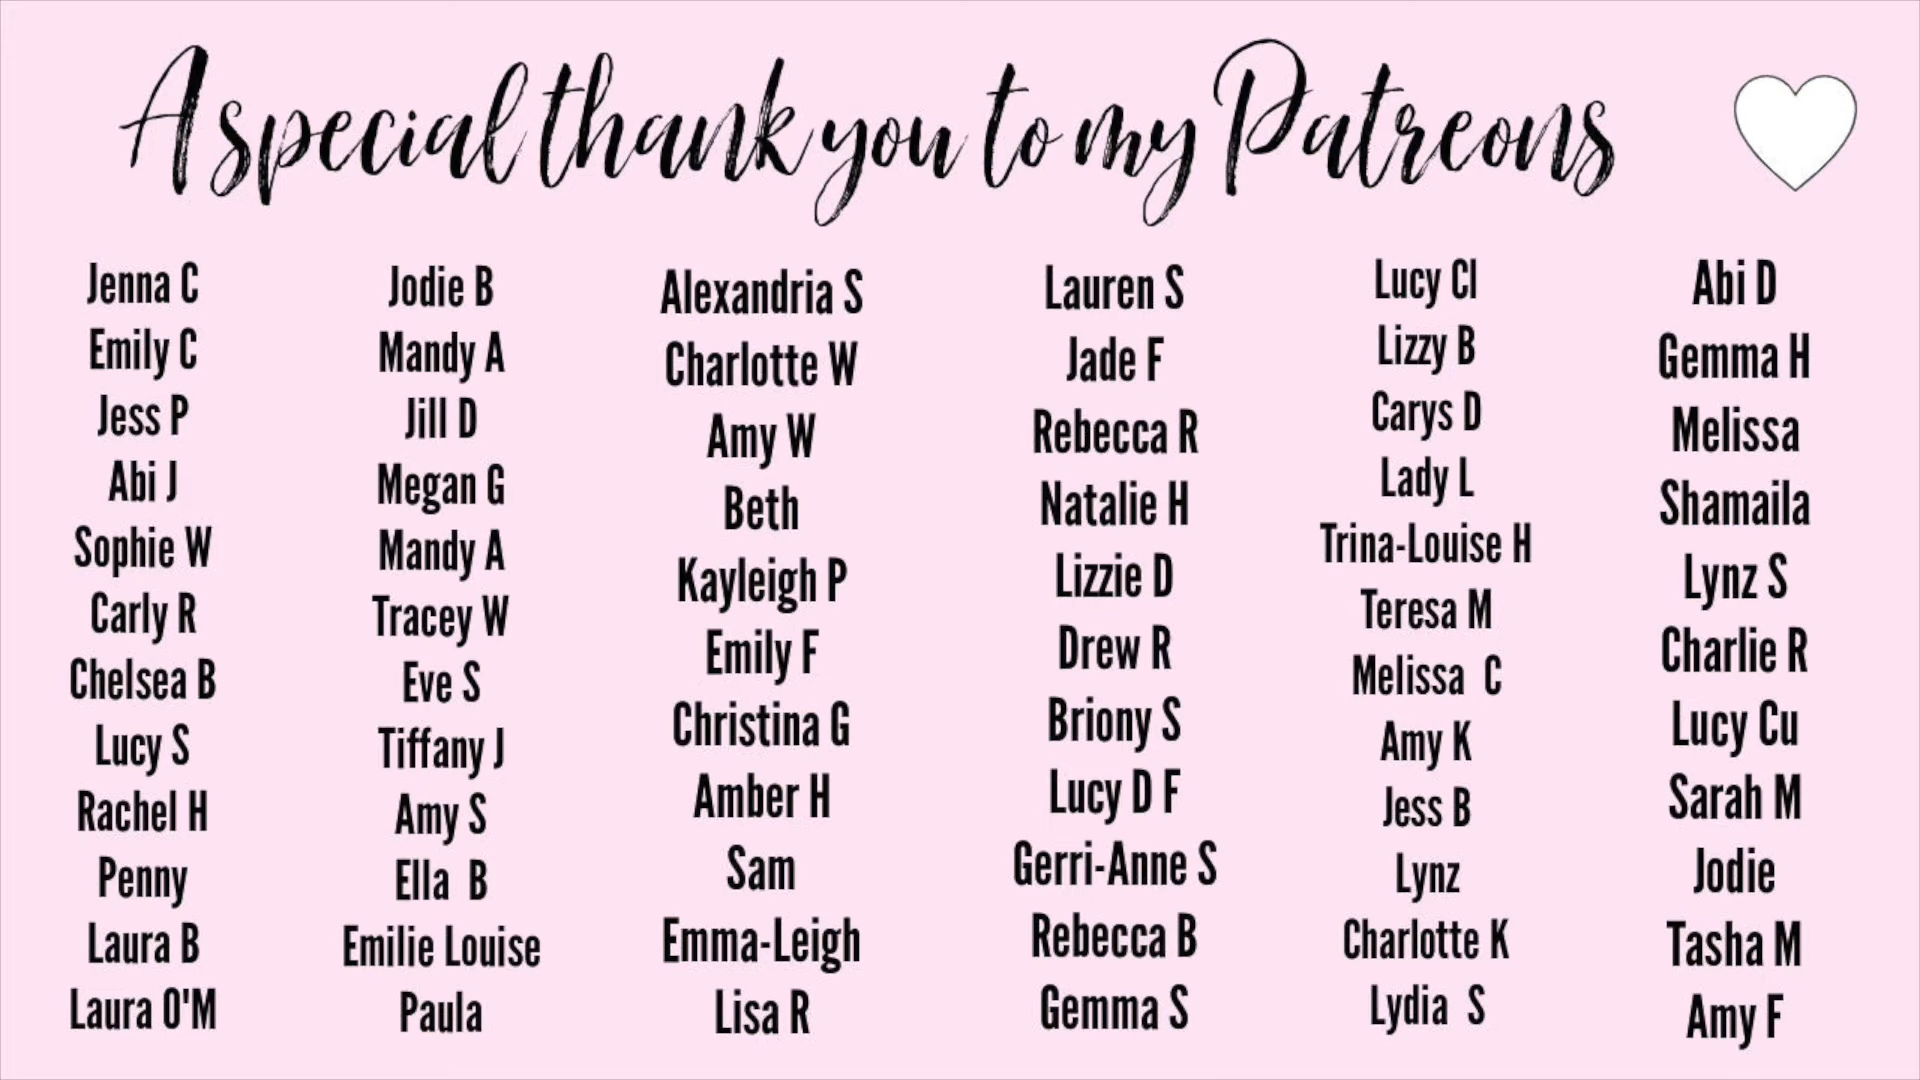 A special thank you to my Patreons
Jenna C
Emily C
Jess P
Abi J
Sophie W
Carly R
Chelsea B
Lucy S
Rachel H
Penny
Laura B
Laura O'M
Jodie B
Mandy A
Jill D
Megan G
Mandy A
Tracey W
Eve S
Tiffany J
Amy S
Ella B
Emilie Louise
Paula
Alexandria S
Charlotte W
Amy W
Beth
Kayleigh P
Emily F
Christina G
Amber H
Sam
Emma-Leigh
Lisa R
Lauren S
Jade F
Rebecca R
Natalie H
Lizzie D
Drew R
Briony S
Lucy D F
Gerri-Anne S
Rebecca B
Gemma S
Lucy Cl
Lizzy B
Carys D
Lady L
Trina-Louise H
Teresa M
Melissa C
Amy K
Jess B
Lynz
Charlotte K
Lydia S
Abi D
Gemma H
Melissa
Shamaila
Lynz S
Charlie R
Lucy Cu
Sarah M
Jodie
Tasha M
Amy F